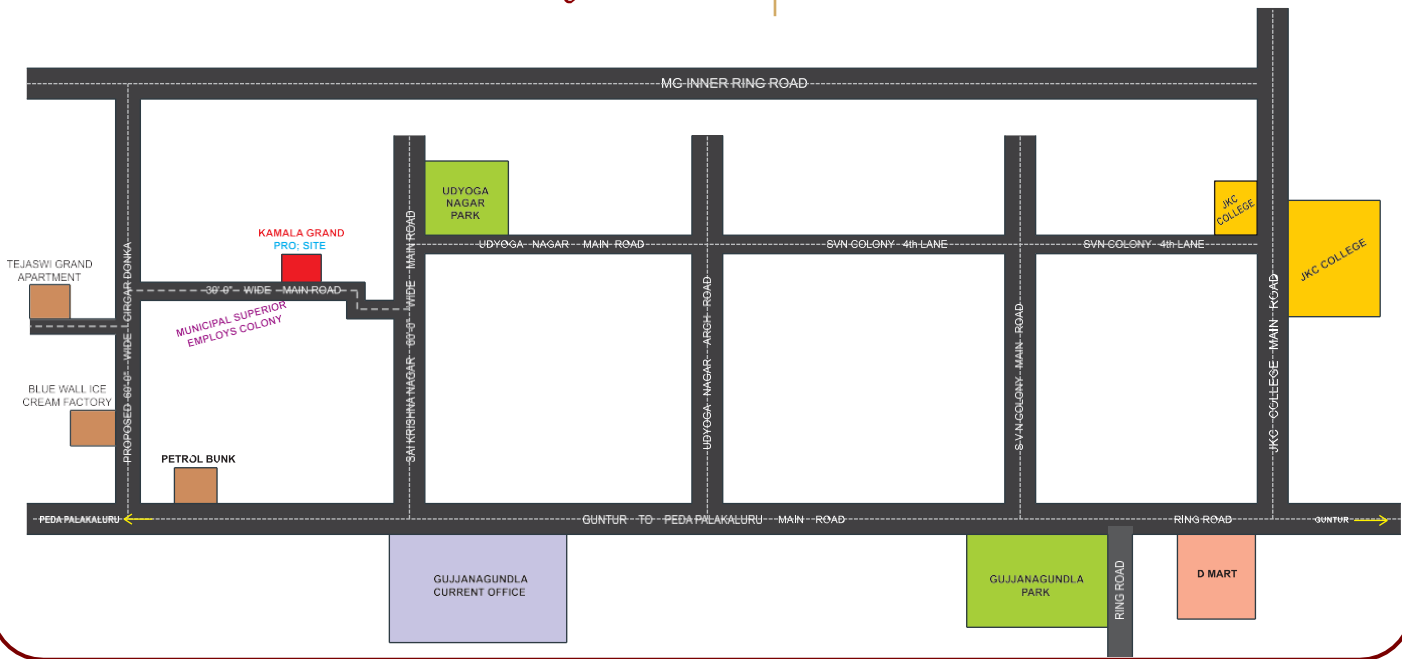 MG INNER RING ROAD
UDYOGA
NAGAR
PARK
JKC
COLLEGE
KAMALA GRAND
PRO; SITE
UDYOGA NAGAR MAIN ROAD
SVN COLONY 4th LANE
SVN COLONY 4th LANE
JKC COLLEGE
TEJASWI GRAND
APARTMENT
30'-0" WIDE MAIN ROAD
MUNICIPAL SUPERIOR
EMPLOYS COLONY
PROPOSED 60'-0" WIDE CIRCAR DONKA
SAI KRISHNA NAGAR 60'-0" WIDE MAIN ROAD
UDYOGA NAGAR ARCH ROAD
S V N COLONY MAIN ROAD
JKC COLLEGE MAIN ROAD
BLUE WALL ICE
CREAM FACTORY
PETROL BUNK
PEDA PALAKALURU
GUNTUR TO PEDA PALAKALURU MAIN ROAD
RING ROAD
GUNTUR
GUJJANAGUNDLA
CURRENT OFFICE
GUJJANAGUNDLA
PARK
RING ROAD
D MART